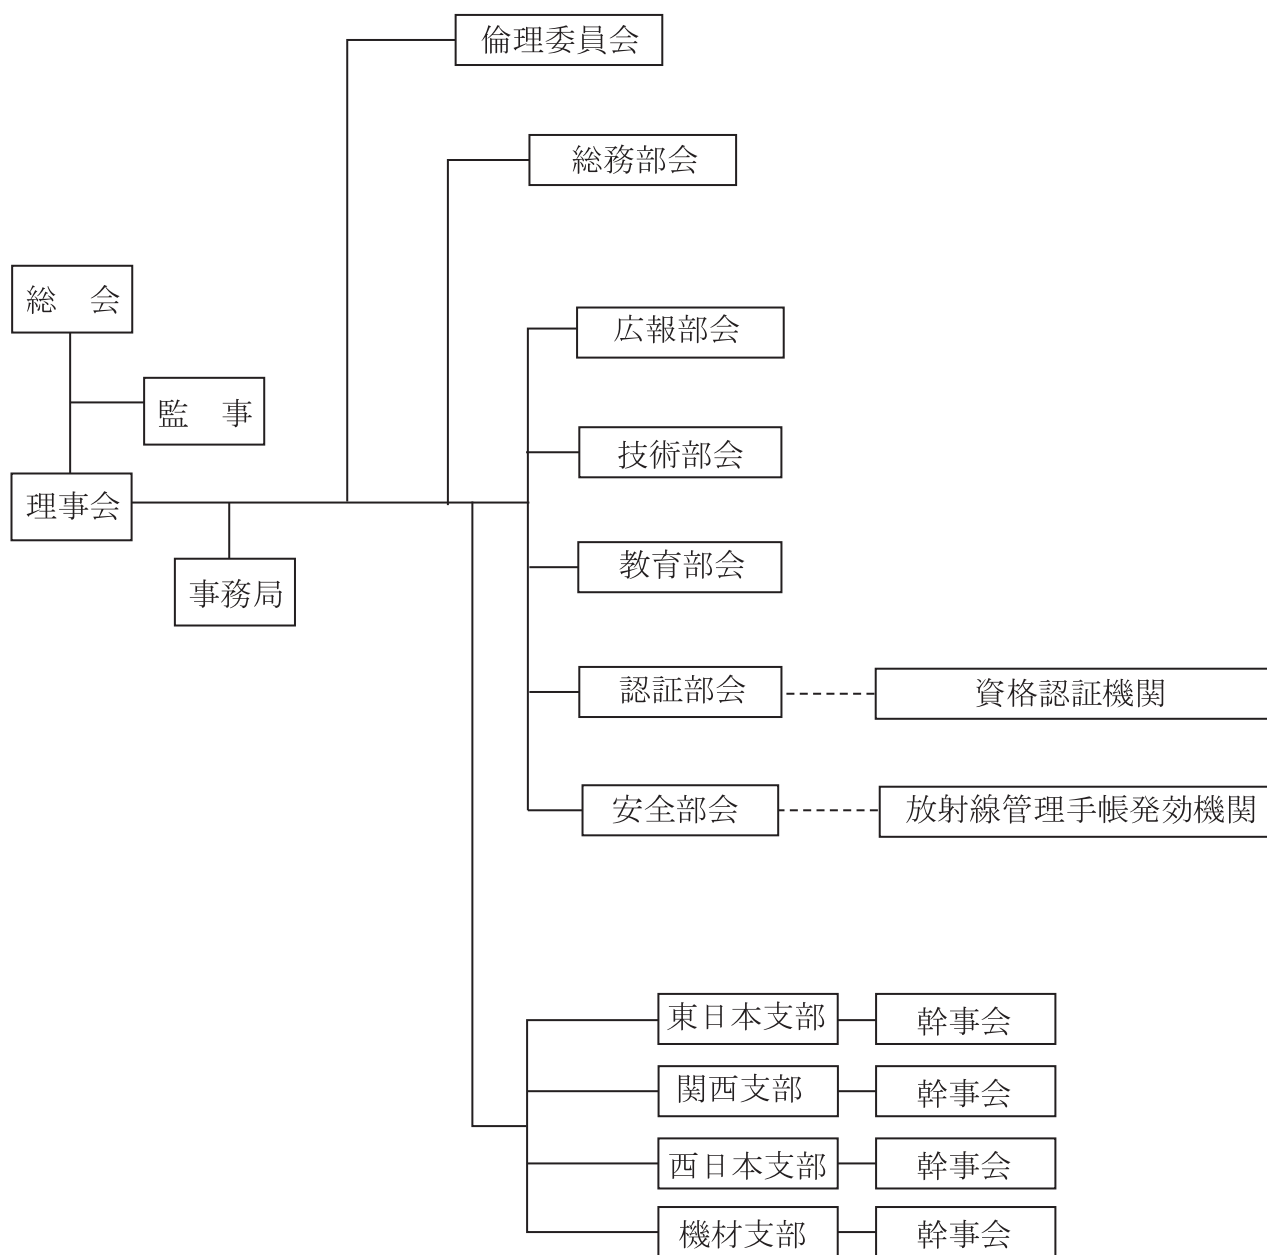 倫理委員会
総務部会
総　会
広報部会
監　事
技術部会
理事会
教育部会
事務局
認証部会
資格認証機関
安全部会
放射線管理手帳発効機関
東日本支部
幹事会
関西支部
幹事会
西日本支部
幹事会
機材支部
幹事会